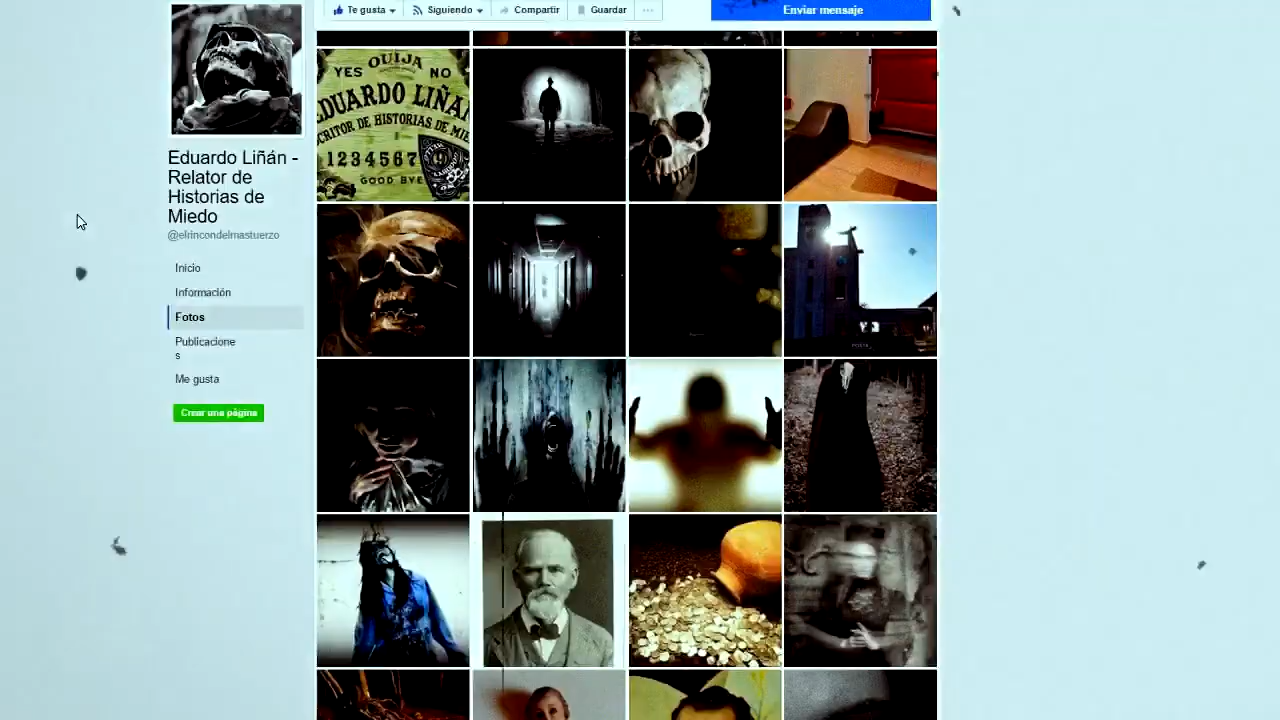 Te gusta
Siguiendo
Compartir
Guardar
Enviar mensaje
Eduardo Liñán -
Relator de
Historias de
Miedo
@elrincondelmastuerzo
Inicio
Información
Fotos
Publicacione
s
Me gusta
Crear una página
OUIJA
YES
NO
EDUARDO LIÑÁN
CRITOR DE HISTORIAS DE MIE
1234567
GOOD BYE